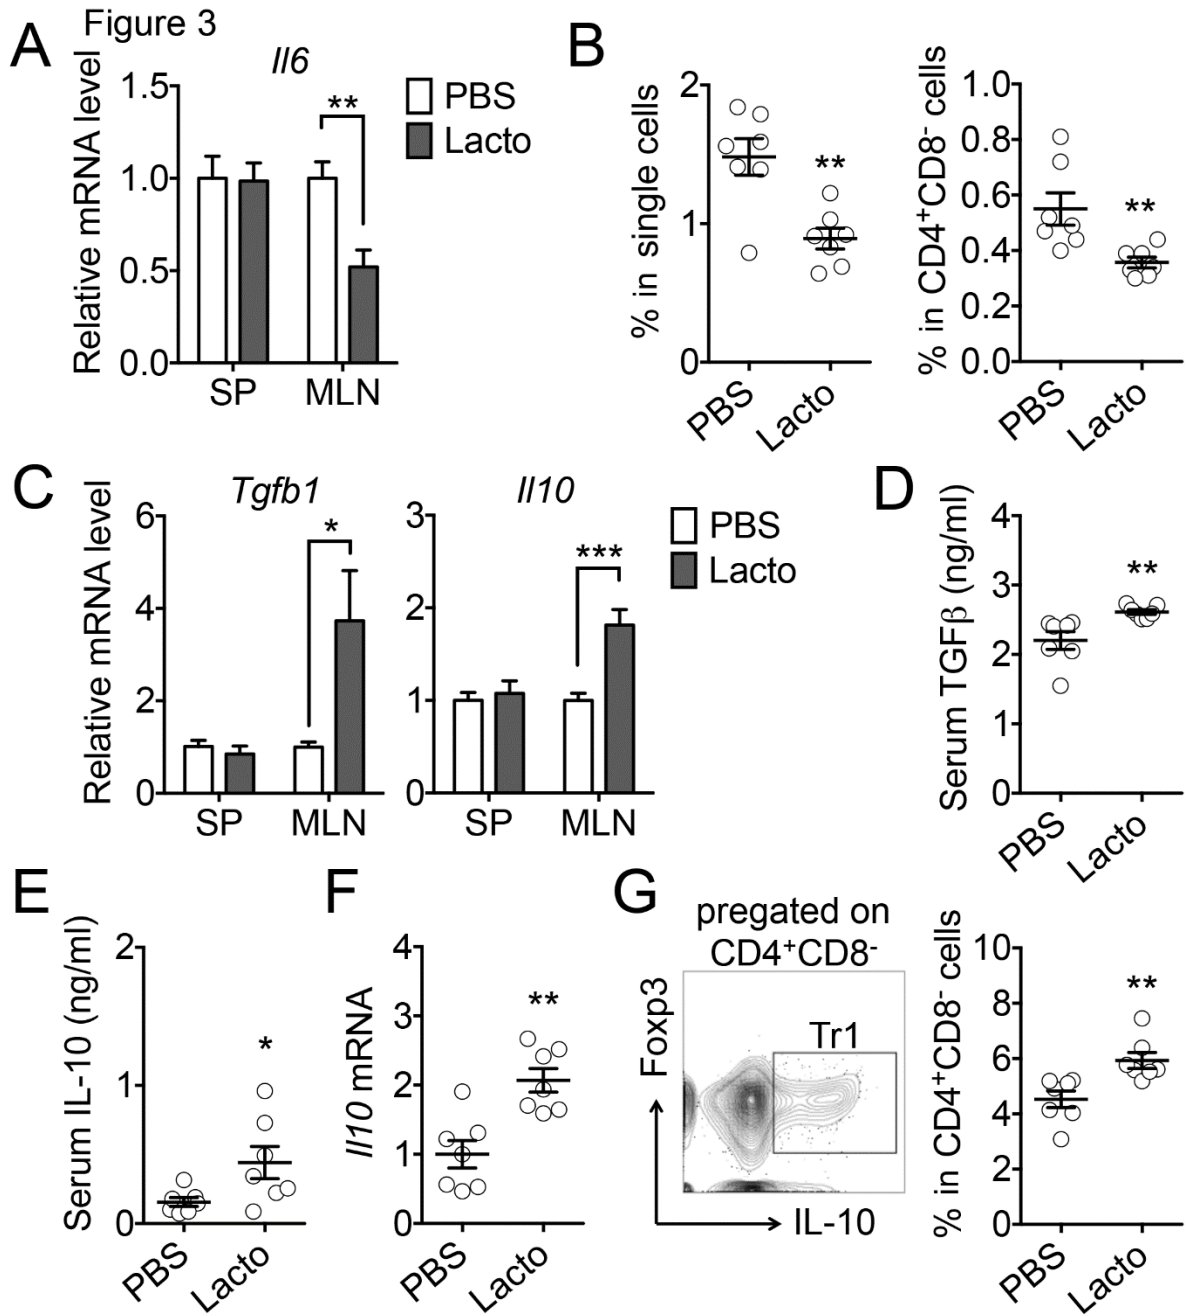 Figure 3
A
Il6
Relative mRNA level
1.5
1.0
0.5
0.0
**
SP
MLN
PBS
Lacto
B
% in single cells
2
1
0
**
PBS
Lacto
% in CD4⁺CD8⁻ cells
1.0
0.8
0.6
0.4
0.2
0.0
**
PBS
Lacto
C
Tgfb1
Relative mRNA level
6
4
2
0
*
SP
MLN
Il10
3
2
1
0
***
SP
MLN
PBS
Lacto
D
Serum TGFβ (ng/ml)
4
3
2
1
0
**
PBS
Lacto
E
Serum IL-10 (ng/ml)
2
1
0
*
PBS
Lacto
F
Il10 mRNA
4
3
2
1
0
**
PBS
Lacto
G
pregated on
CD4⁺CD8⁻
Foxp3
Tr1
IL-10
% in CD4⁺CD8⁻ cells
10
8
6
4
2
0
**
PBS
Lacto